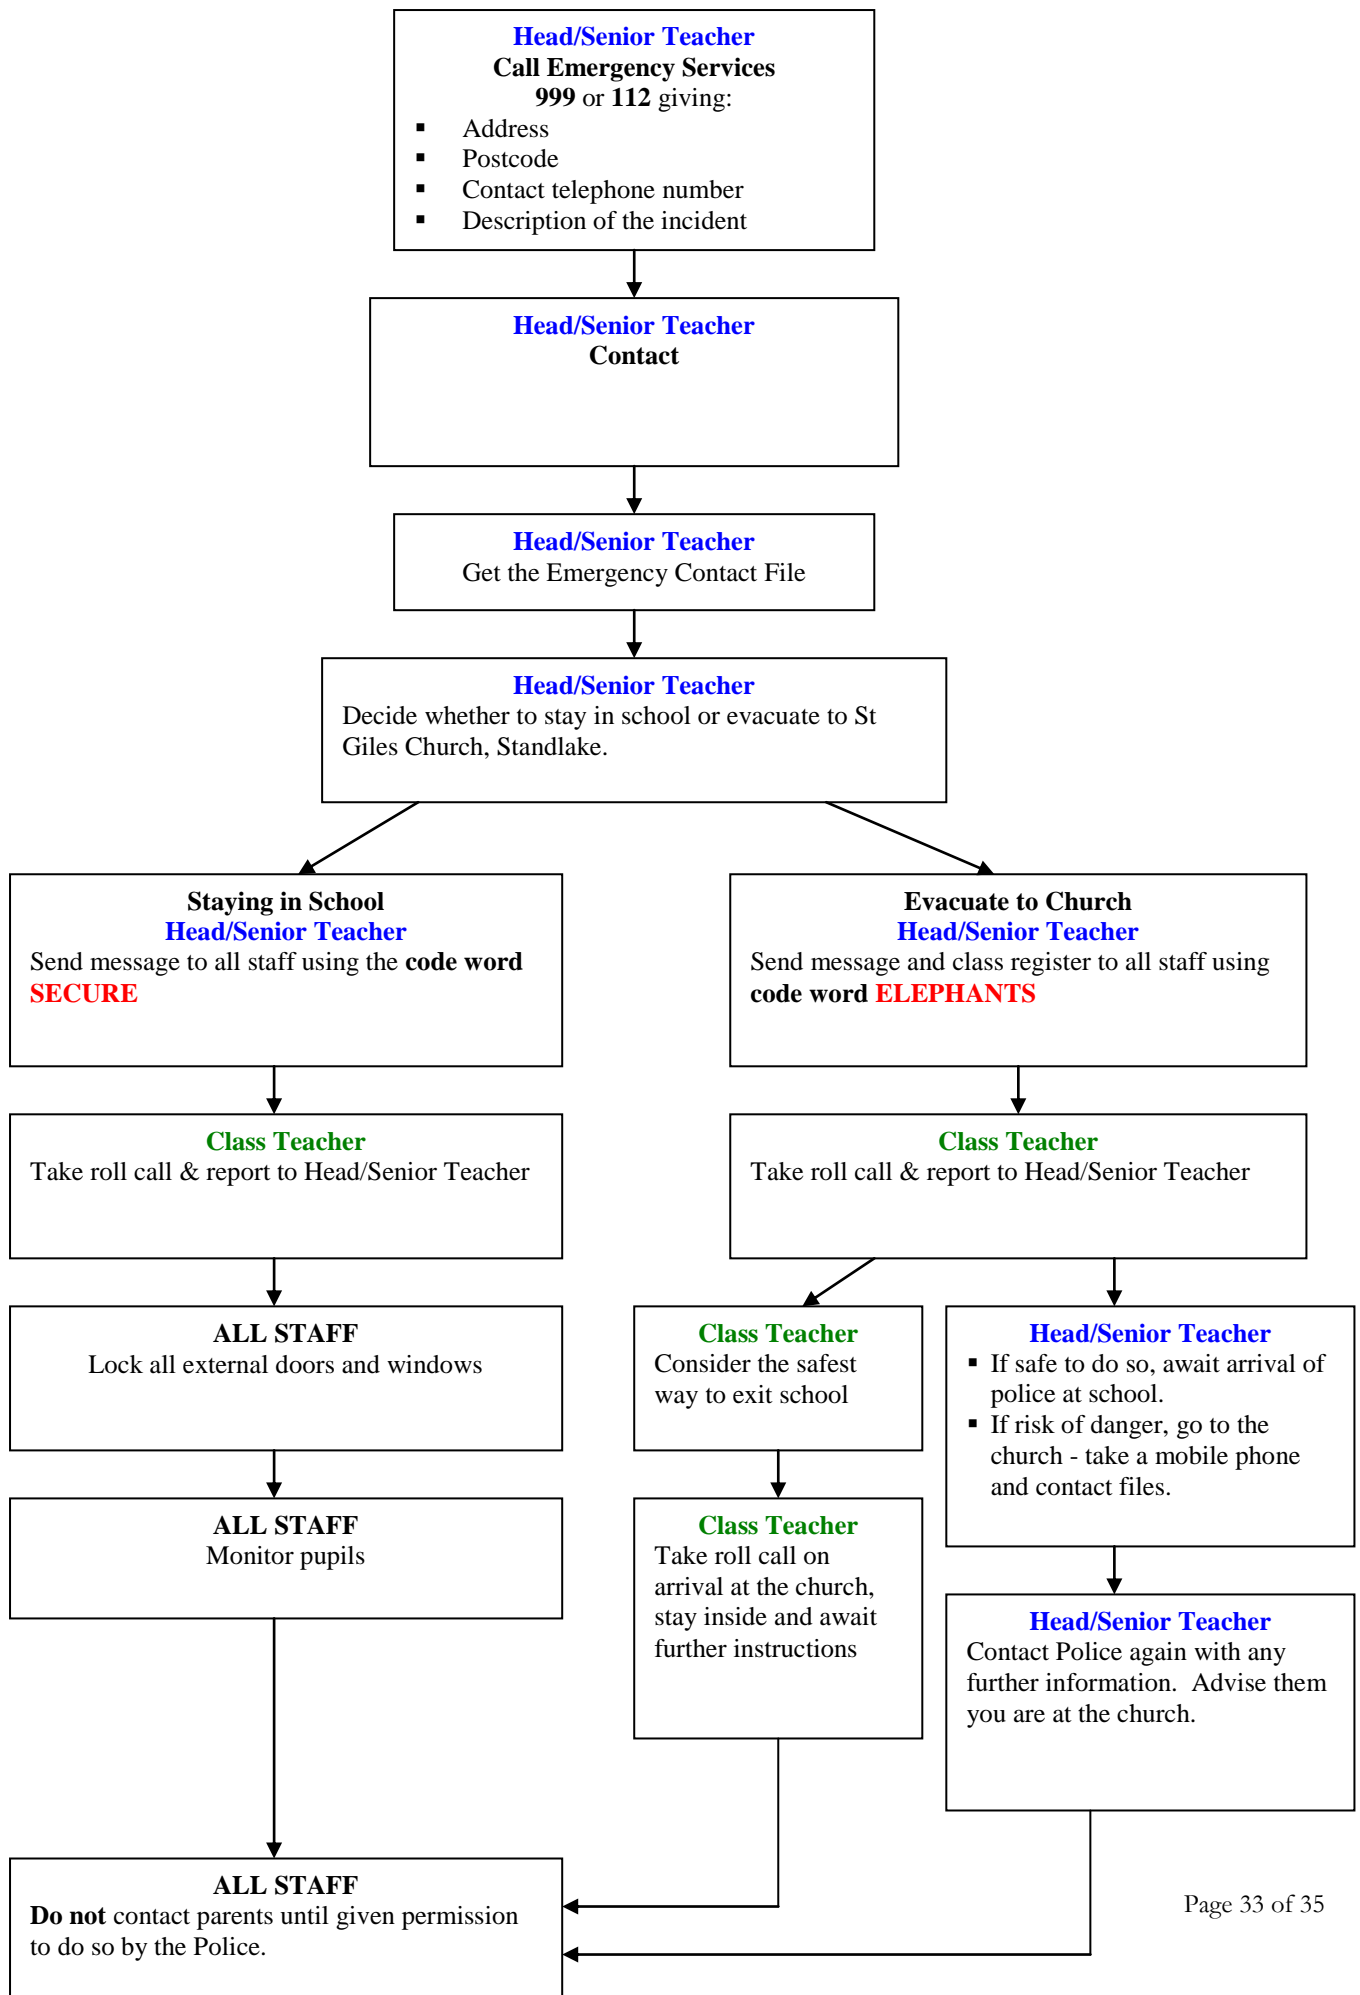 Head/Senior Teacher
Call Emergency Services
999 or 112 giving:
▪ Address
▪ Postcode
▪ Contact telephone number
▪ Description of the incident
Head/Senior Teacher
Contact
Head/Senior Teacher
Get the Emergency Contact File
Head/Senior Teacher
Decide whether to stay in school or evacuate to St
Giles Church, Standlake.
Staying in School
Head/Senior Teacher
Send message to all staff using the code word
SECURE
Evacuate to Church
Head/Senior Teacher
Send message and class register to all staff using
code word ELEPHANTS
Class Teacher
Take roll call & report to Head/Senior Teacher
Class Teacher
Take roll call & report to Head/Senior Teacher
ALL STAFF
Lock all external doors and windows
Class Teacher
Consider the safest
way to exit school
Head/Senior Teacher
▪ If safe to do so, await arrival of
police at school.
▪ If risk of danger, go to the
church - take a mobile phone
and contact files.
ALL STAFF
Monitor pupils
Class Teacher
Take roll call on
arrival at the church,
stay inside and await
further instructions
Head/Senior Teacher
Contact Police again with any
further information.  Advise them
you are at the church.
ALL STAFF
Do not contact parents until given permission
to do so by the Police.
Page 33 of 35